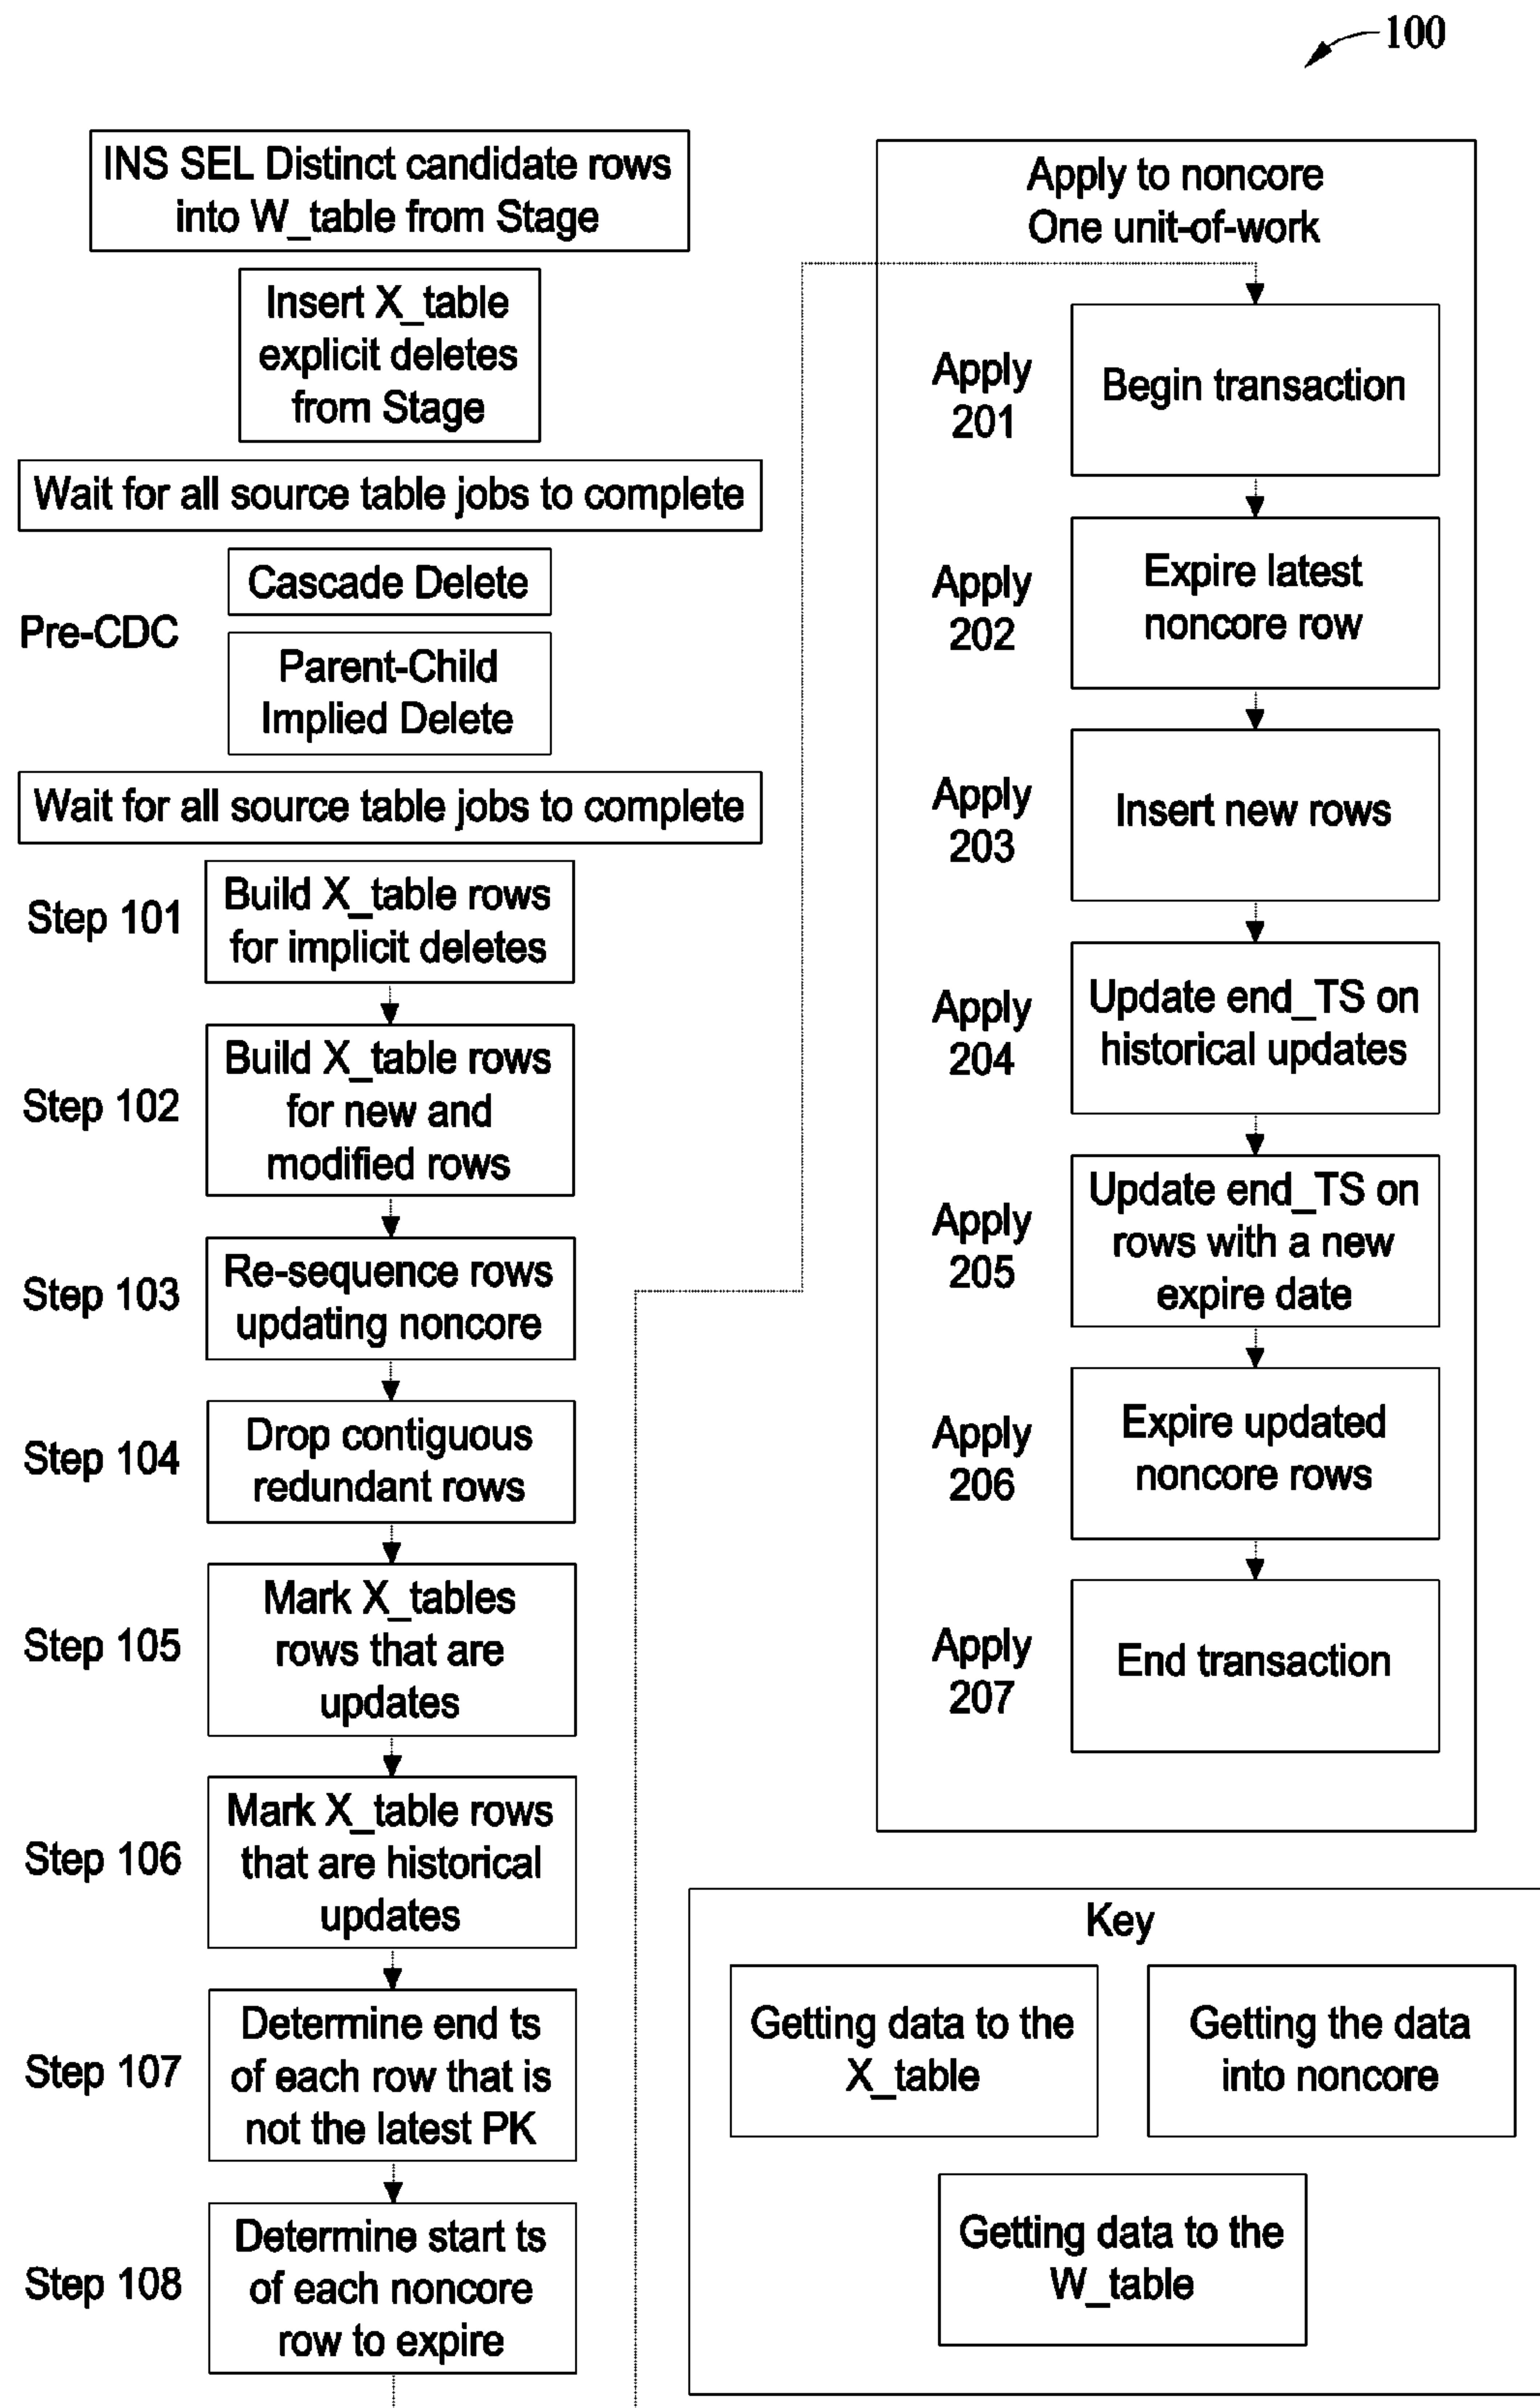 100
INS SEL Distinct candidate rows
into W_table from Stage
Insert X_table
explicit deletes
from Stage
Wait for all source table jobs to complete
Pre-CDC
Cascade Delete
Parent-Child
Implied Delete
Wait for all source table jobs to complete
Step 101
Build X_table rows
for implicit deletes
Step 102
Build X_table rows
for new and
modified rows
Step 103
Re-sequence rows
updating noncore
Step 104
Drop contiguous
redundant rows
Step 105
Mark X_tables
rows that are
updates
Step 106
Mark X_table rows
that are historical
updates
Step 107
Determine end ts
of each row that is
not the latest PK
Step 108
Determine start ts
of each noncore
row to expire
Apply to noncore
One unit-of-work
Apply
201
Begin transaction
Apply
202
Expire latest
noncore row
Apply
203
Insert new rows
Apply
204
Update end_TS on
historical updates
Apply
205
Update end_TS on
rows with a new
expire date
Apply
206
Expire updated
noncore rows
Apply
207
End transaction
Key
Getting data to the
X_table
Getting the data
into noncore
Getting data to the
W_table